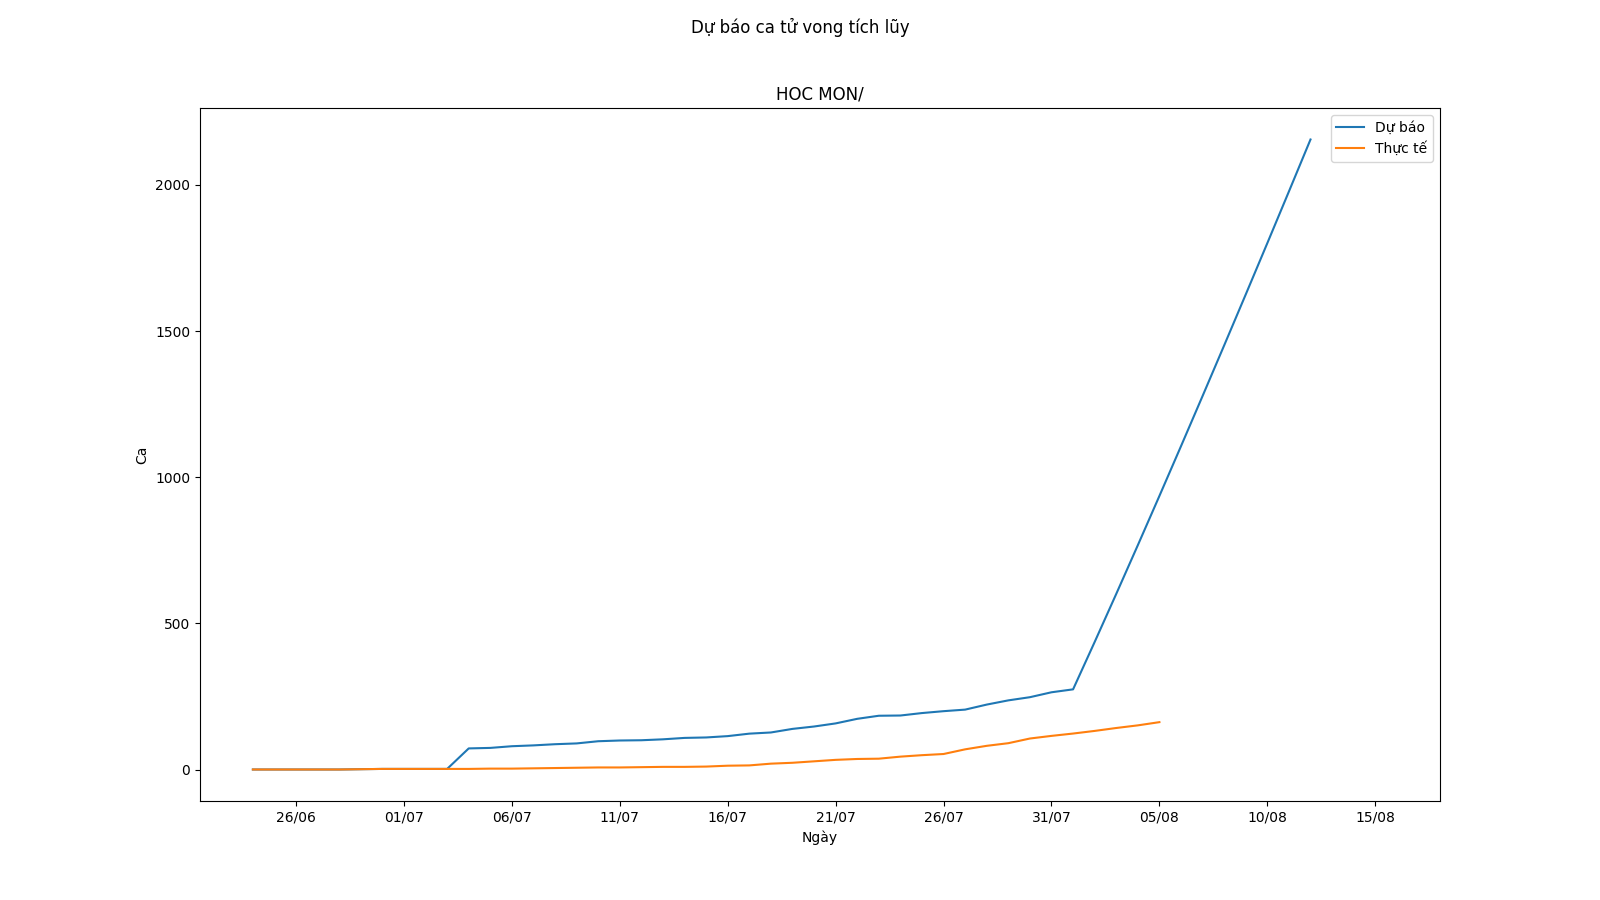 Dự báo ca tử vong tích lũy
HOC MON/
Dự báo
Thực tế
2000
1500
1000
500
0
Ca
26/06 01/07 06/07 11/07 16/07 21/07 26/07 31/07 05/08 10/08 15/08
Ngày